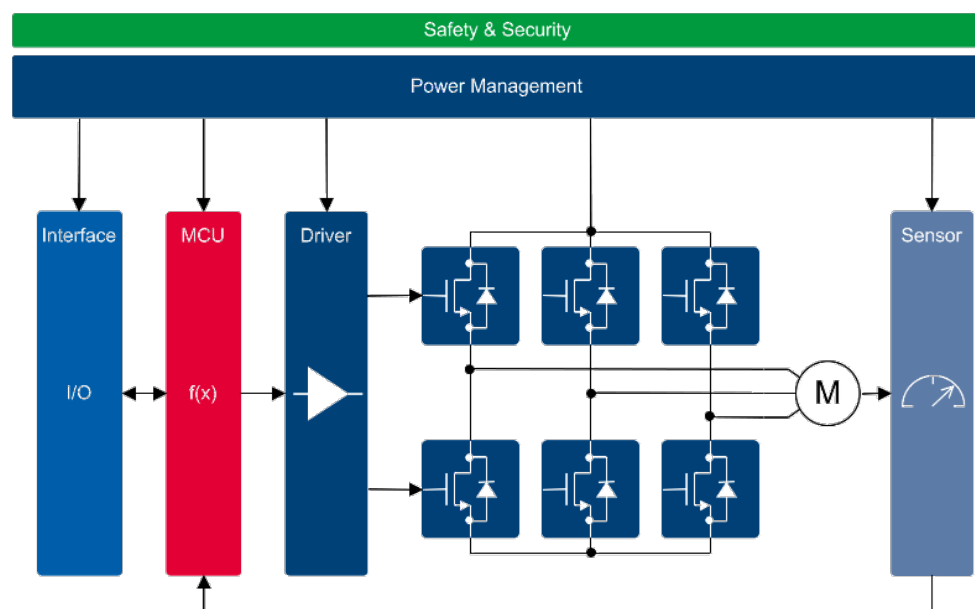 Safety & Security
Power Management
Interface
MCU
Driver
Sensor
I/O
f(x)
M